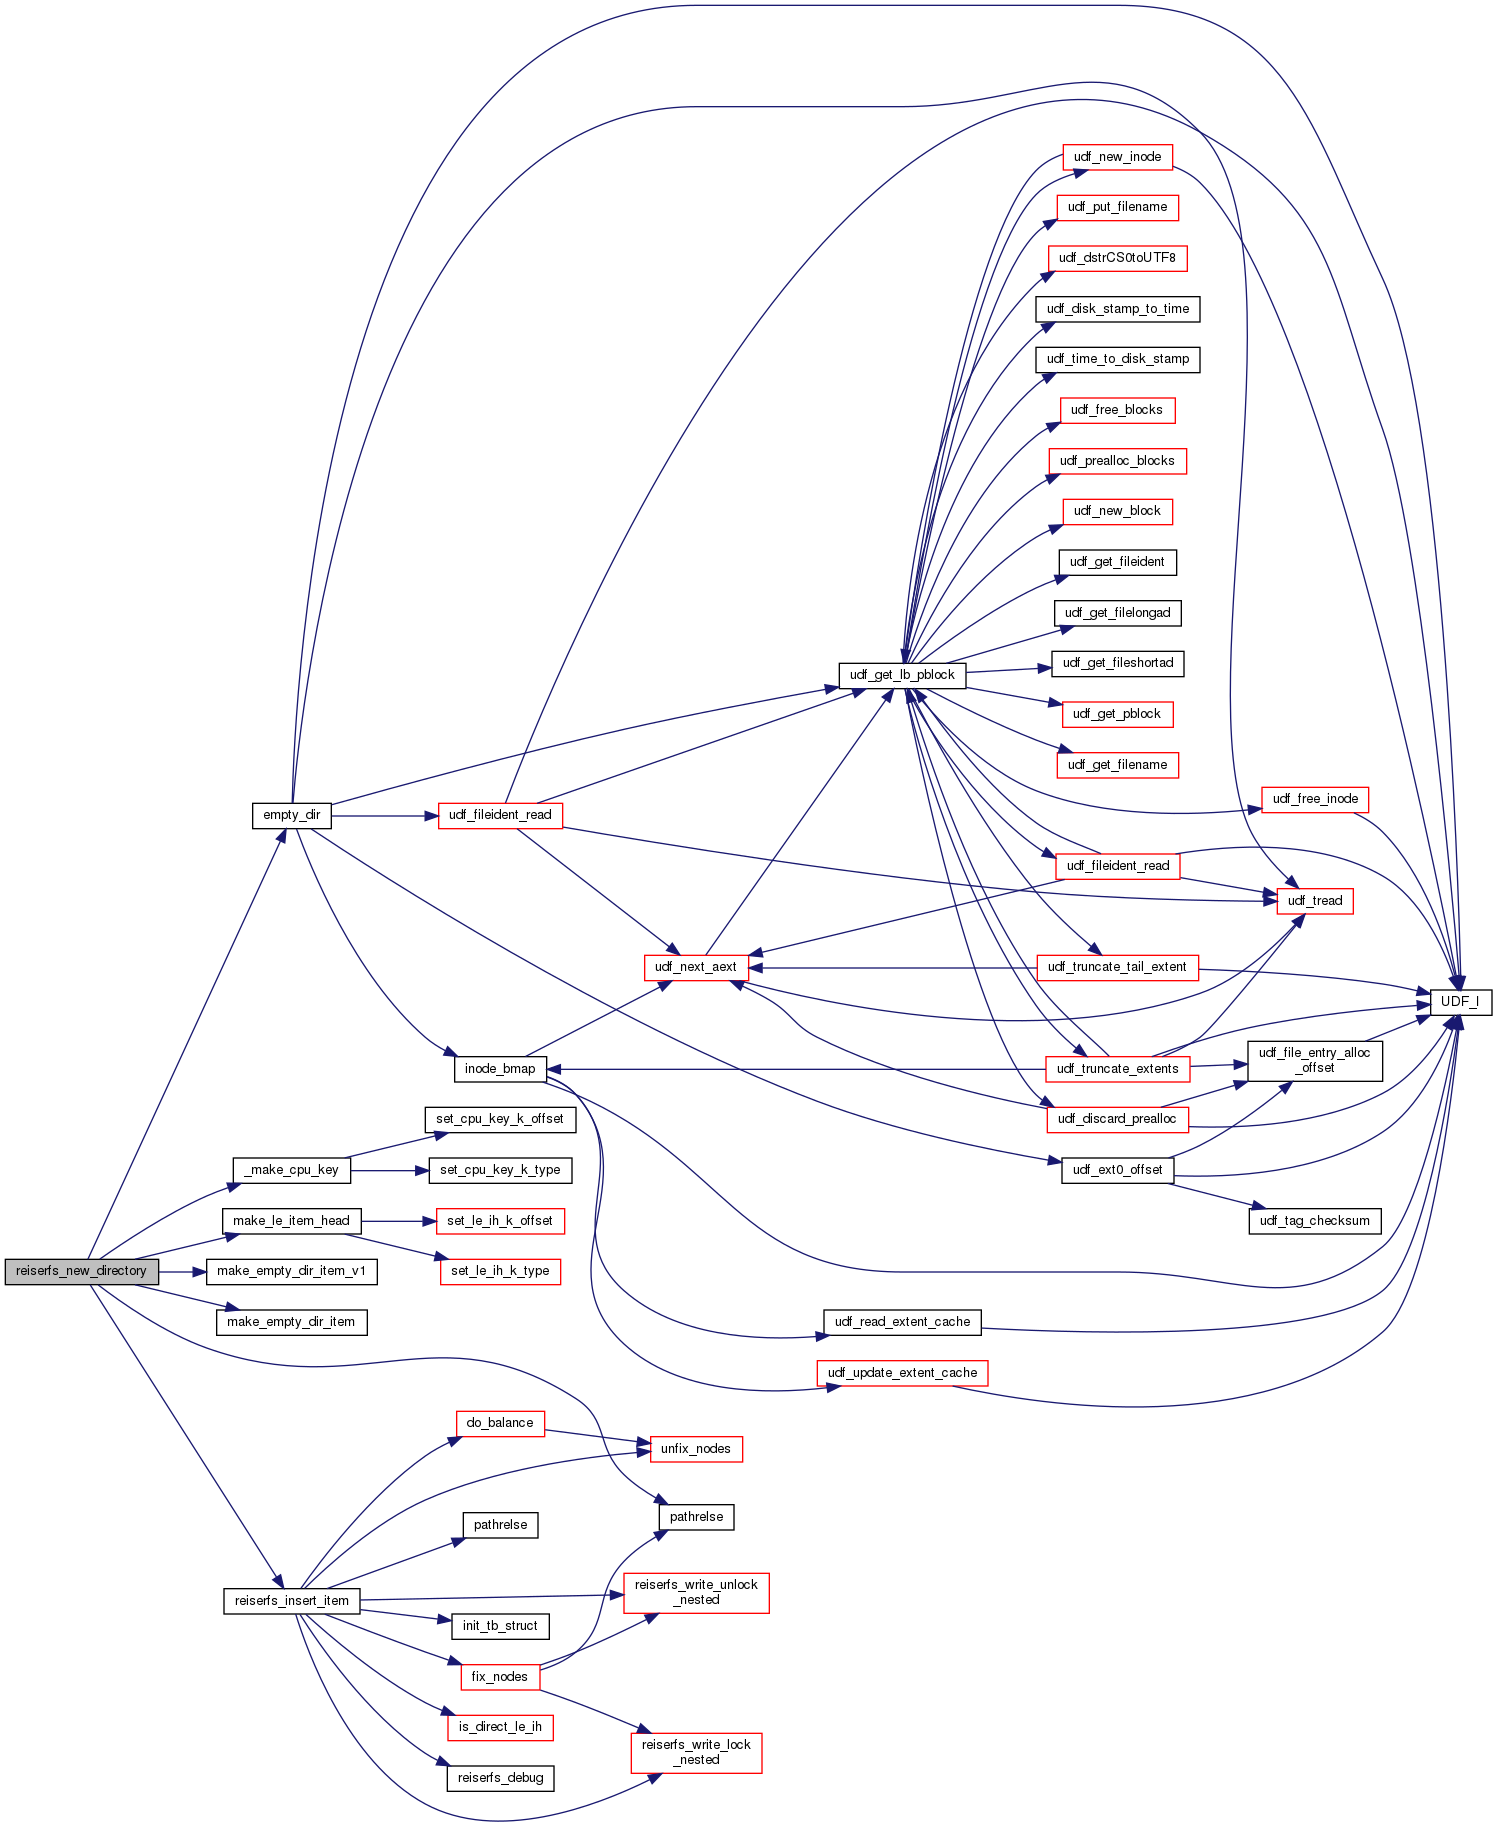 udf_new_inode
udf_put_filename
udf_dstrCS0toUTF8
udf_disk_stamp_to_time
udf_time_to_disk_stamp
udf_free_blocks
udf_prealloc_blocks
udf_new_block
udf_get_fileident
udf_get_filelongad
udf_get_fileshortad
udf_get_lb_pblock
udf_get_pblock
udf_get_filename
udf_free_inode
empty_dir
udf_fileident_read
udf_fileident_read
udf_tread
udf_next_aext
udf_truncate_tail_extent
UDF_I
udf_file_entry_alloc
_offset
inode_bmap
udf_truncate_extents
set_cpu_key_k_offset
udf_discard_prealloc
_make_cpu_key
set_cpu_key_k_type
udf_ext0_offset
make_le_item_head
set_le_ih_k_offset
udf_tag_checksum
reiserfs_new_directory
make_empty_dir_item_v1
set_le_ih_k_type
make_empty_dir_item
udf_read_extent_cache
udf_update_extent_cache
do_balance
unfix_nodes
pathrelse
pathrelse
reiserfs_insert_item
reiserfs_write_unlock
_nested
init_tb_struct
fix_nodes
is_direct_le_ih
reiserfs_write_lock
_nested
reiserfs_debug